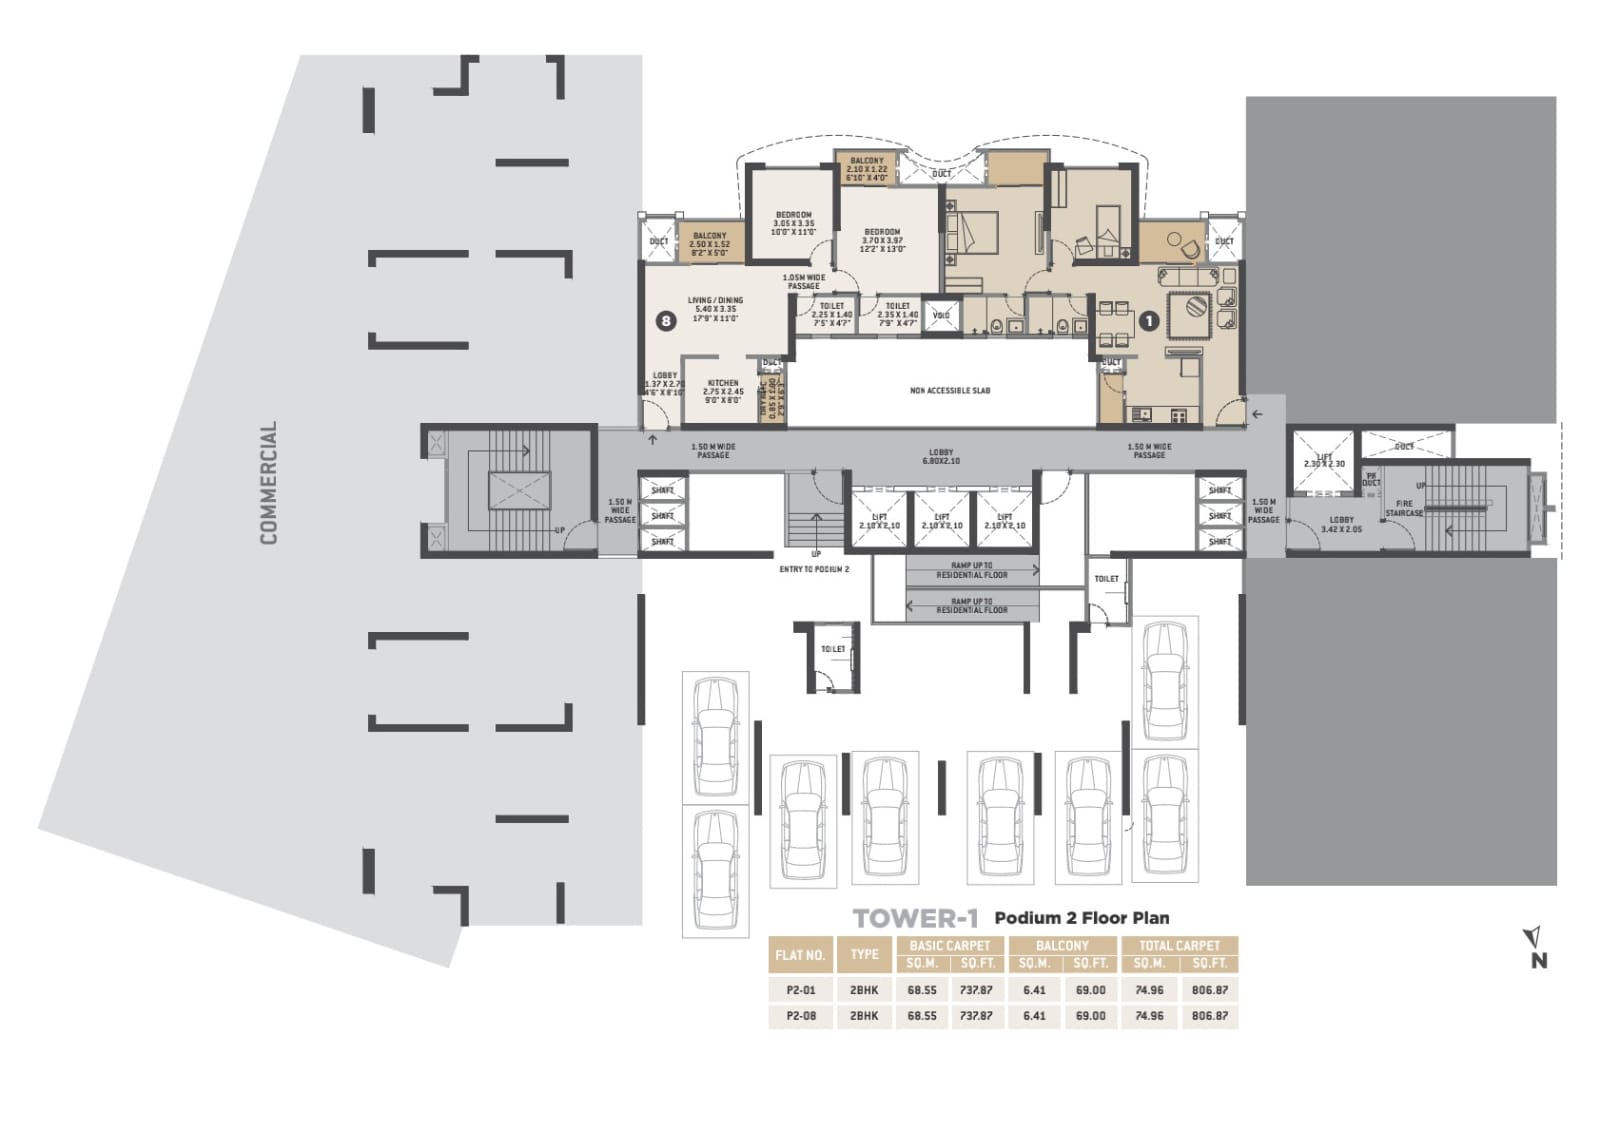 COMMERCIAL
BALCONY
2.10 X 1.22
6'10" X 4'0"
DUCT
BEDROOM
3.05 X 3.35
10'0" X 11'0"
BEDROOM
3.70 X 3.97
12'2" X 13'0"
DUCT
BALCONY
2.50 X 1.52
8'2" X 5'0"
DUCT
1.05M WIDE
PASSAGE
LIVING / DINING
5.40 X 3.35
17'9" X 11'0"
8
TOILET
2.25 X 1.40
7'5" X 4'7"
TOILET
2.35 X 1.40
7'9" X 4'7"
VOID
1
LOBBY
1.37 X 2.70
4'6" X 8'10"
KITCHEN
2.75 X 2.45
9'0" X 8'0"
DUCT
0.85 X 1.90
2'9" X 6'3"
NON ACCESSIBLE SLAB
DUCT
1.50 M WIDE
PASSAGE
LOBBY
6.80X2.10
1.50 M WIDE
PASSAGE
LIFT
2.30 X 2.30
DUCT
UP
1.50 M
WIDE
PASSAGE
SHAFT
SHAFT
SHAFT
UP
ENTRY TO PODIUM 2
LIFT
2.10 X 2.10
LIFT
2.10 X 2.10
LIFT
2.10 X 2.10
SHAFT
SHAFT
SHAFT
1.50 M
WIDE
PASSAGE
LOBBY
3.42 X 2.05
DUCT
FIRE
STAIRCASE
UP
RAMP UP TO
RESIDENTIAL FLOOR
RAMP UP TO
RESIDENTIAL FLOOR
TOILET
TOILET
TOWER-1 Podium 2 Floor Plan
FLAT NO. TYPE BASIC CARPET BALCONY TOTAL CARPET
SQ.M. SQ.FT. SQ.M. SQ.FT. SQ.M. SQ.FT.
P2-01 2BHK 68.55 737.87 6.41 69.00 74.96 806.87
P2-08 2BHK 68.55 737.87 6.41 69.00 74.96 806.87
N